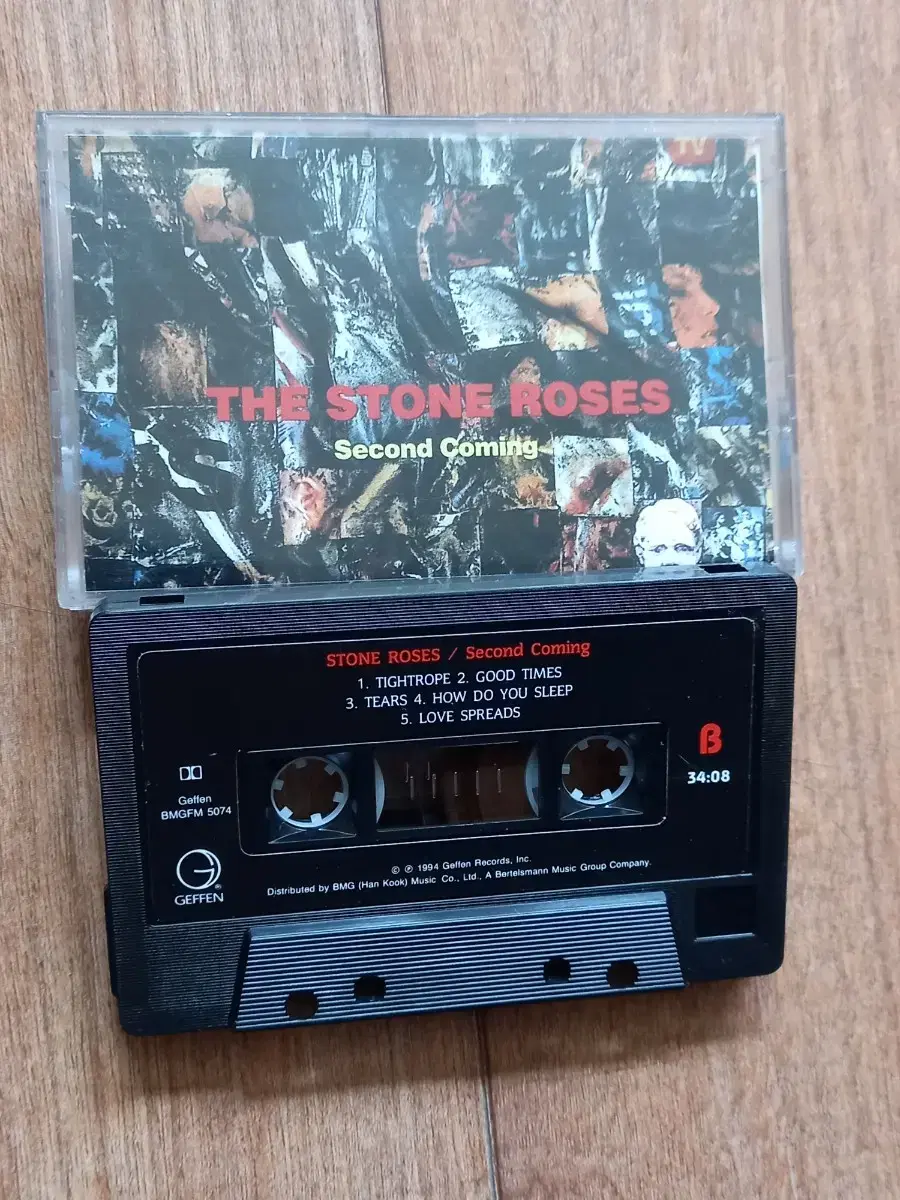 THE STONE ROSES
Second Coming
STONE ROSES / Second Coming
1. TIGHTROPE 2. GOOD TIMES
3. TEARS 4. HOW DO YOU SLEEP
5. LOVE SPREADS
B
34:08
Geffen
BMGFM 5074
G®
GEFFEN
© ℗ 1994 Geffen Records, Inc.
Distributed by BMG (Han Kook) Music Co., Ltd., A Bertelsmann Music Group Company.